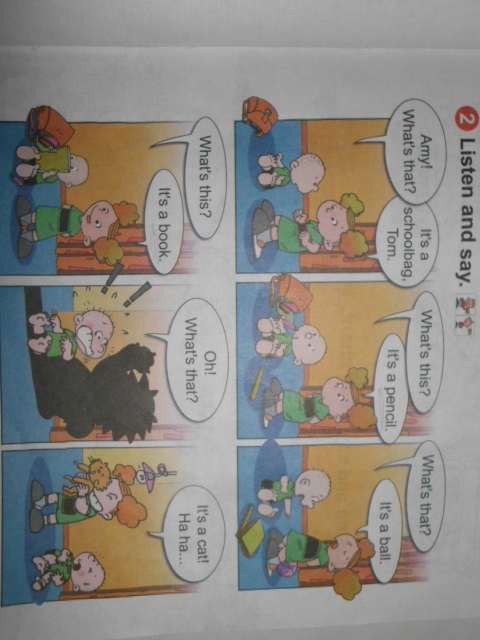 2 Listen and say.
Amy!
What's that?
It's a
schoolbag,
Tom.
What's this?
It's a pencil.
What's that?
It's a ball.
What's this?
It's a book.
Oh!
What's that?
It's a cat!
Ha ha...